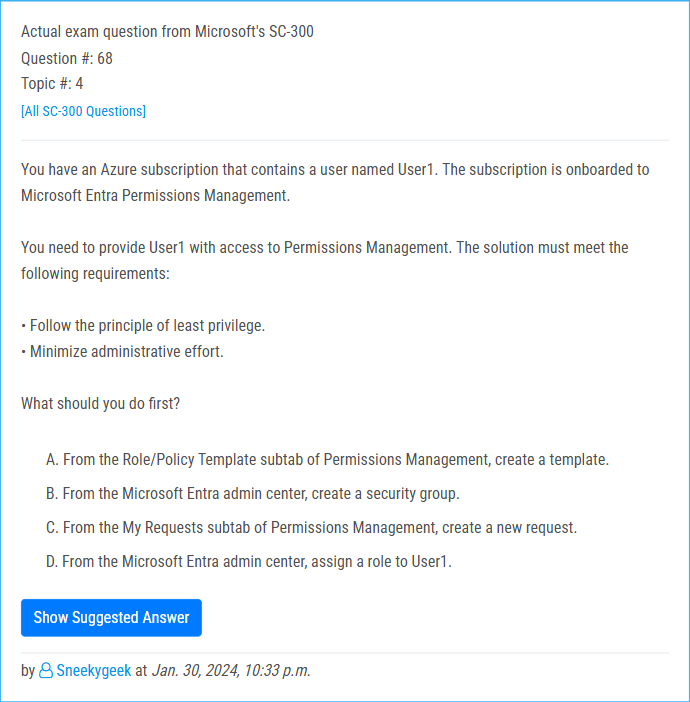 Actual exam question from Microsoft's SC-300
Question #: 68
Topic #: 4
[All SC-300 Questions]
You have an Azure subscription that contains a user named User1. The subscription is onboarded to
Microsoft Entra Permissions Management.
You need to provide User1 with access to Permissions Management. The solution must meet the
following requirements:
• Follow the principle of least privilege.
• Minimize administrative effort.
What should you do first?
A. From the Role/Policy Template subtab of Permissions Management, create a template.
B. From the Microsoft Entra admin center, create a security group.
C. From the My Requests subtab of Permissions Management, create a new request.
D. From the Microsoft Entra admin center, assign a role to User1.
Show Suggested Answer
by Sneekygeek at Jan. 30, 2024, 10:33 p.m.